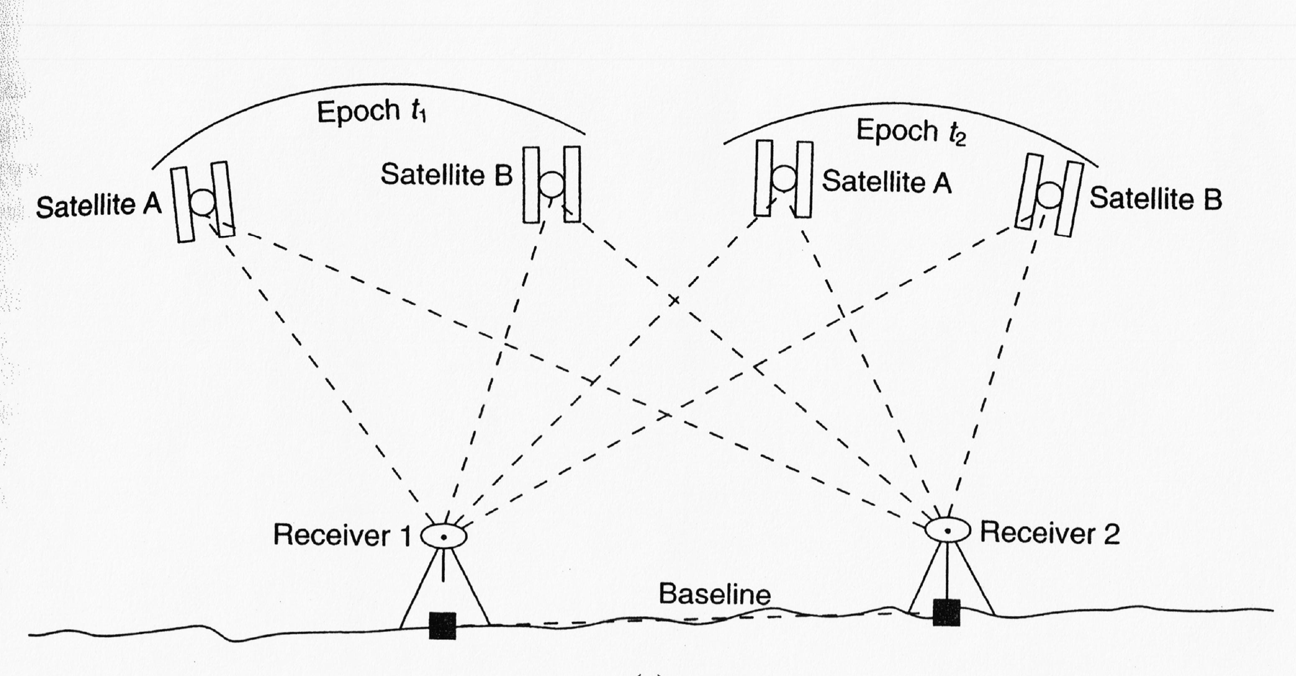 Epoch t₁
Epoch t₂
Satellite A
Satellite B
Satellite A
Satellite B
Receiver 1
Receiver 2
Baseline